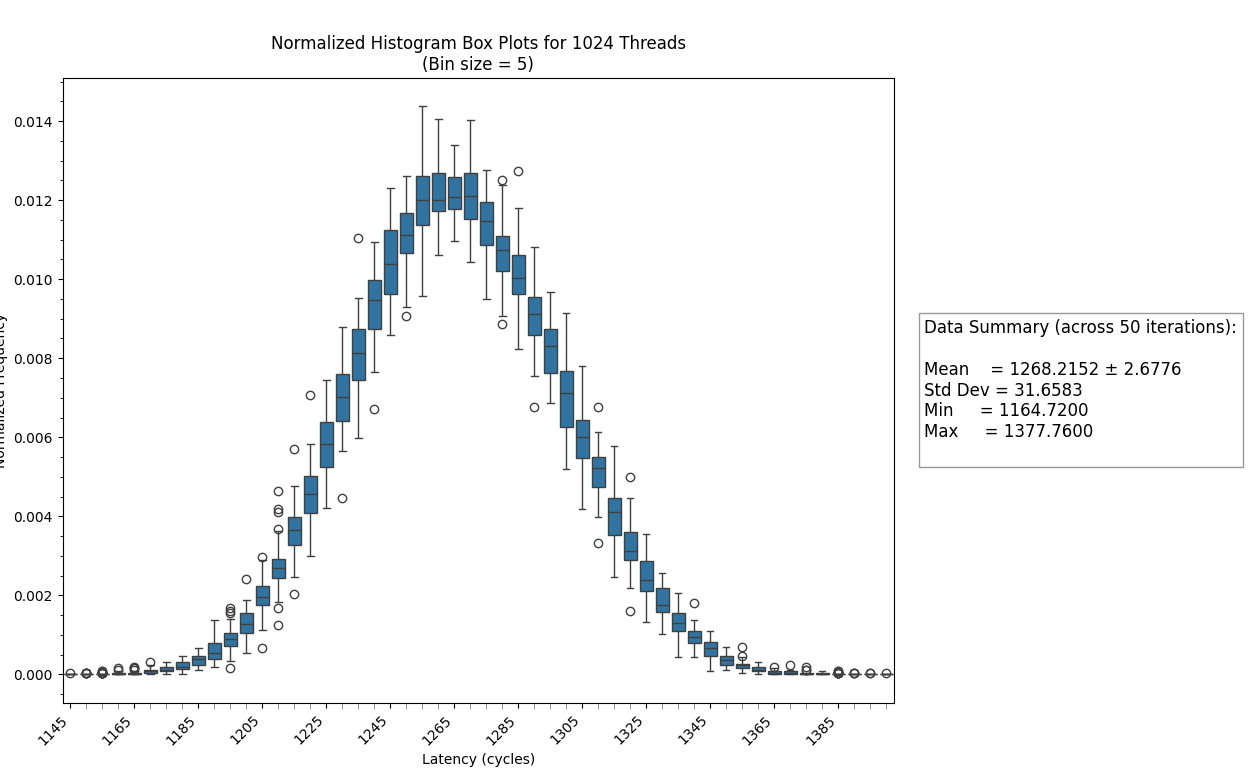 Normalized Histogram Box Plots for 1024 Threads
(Bin size = 5)
0.014
0.012
0.010
0.008
0.006
0.004
0.002
0.000
Normalized Frequency
1145
1165
1185
1205
1225
1245
1265
1285
1305
1325
1345
1365
1385
Latency (cycles)
Data Summary (across 50 iterations):
Mean = 1268.2152 ± 2.6776
Std Dev = 31.6583
Min = 1164.7200
Max = 1377.7600